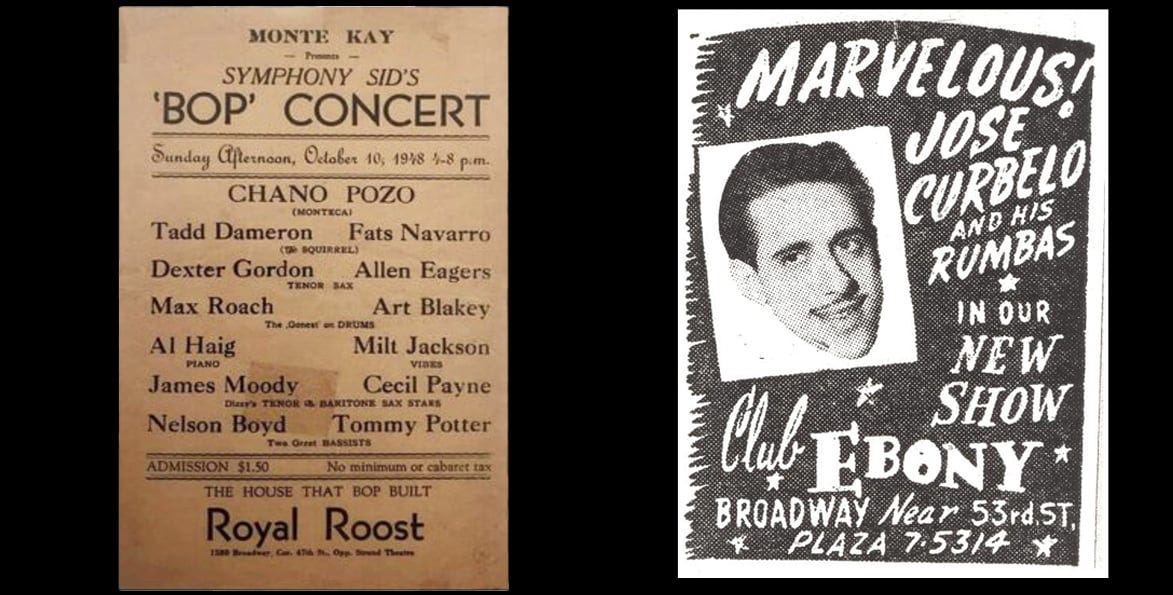 MONTE KAY
— Presents —
SYMPHONY SID'S
'BOP' CONCERT
Sunday Afternoon, October 10, 1948 4-8 p.m.
CHANO POZO
(MONTECA)
Tadd Dameron Fats Navarro
(The SQUIRREL)
Dexter Gordon Allen Eagers
TENOR SAX
Max Roach Art Blakey
The ,Gonest' on DRUMS
Al Haig Milt Jackson
PIANO VIBES
James Moody Cecil Payne
Dizzy's TENOR & BARITONE SAX STARS
Nelson Boyd Tommy Potter
Two Great BASSISTS
ADMISSION $1.50 No minimum or cabaret tax
THE HOUSE THAT BOP BUILT
Royal Roost
1580 Broadway, Cor. 47th St., Opp. Strand Theatre
MARVELOUS!
JOSE
CURBELO
AND HIS
RUMBAS
IN OUR
NEW
SHOW
Club EBONY
BROADWAY Near 53rd. ST,
PLAZA 7-5314